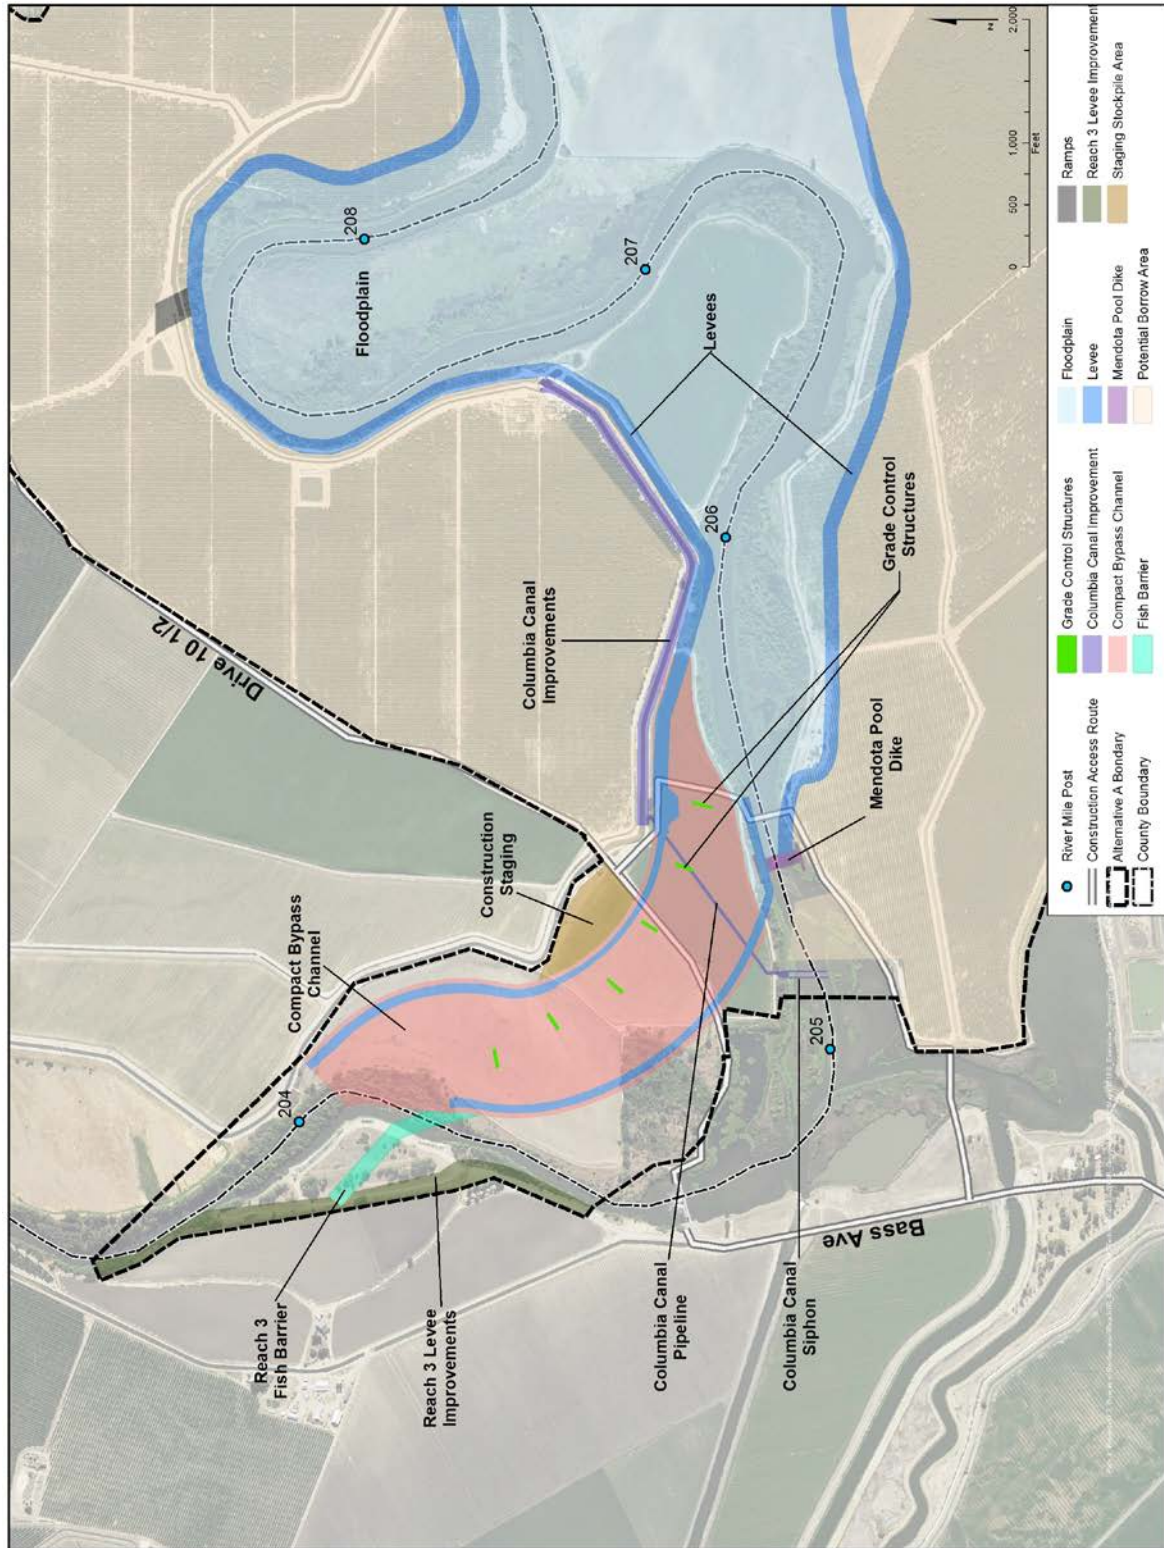 Drive 10 1/2
Compact Bypass
Channel
Construction
Staging
Columbia Canal
Improvements
Floodplain
208
207
206
205
204
Levees
Grade Control
Structures
Mendota Pool
Dike
Reach 3
Fish Barrier
Reach 3 Levee
Improvements
Columbia Canal
Pipeline
Columbia Canal
Siphon
Bass Ave
River Mile Post
Construction Access Route
Alternative A Bondary
County Boundary
Grade Control Structures
Columbia Canal Improvement
Compact Bypass Channel
Fish Barrier
Floodplain
Levee
Mendota Pool Dike
Potential Borrow Area
Ramps
Reach 3 Levee Improvement
Staging Stockpile Area
0 500 1,000 2,000
Feet
N